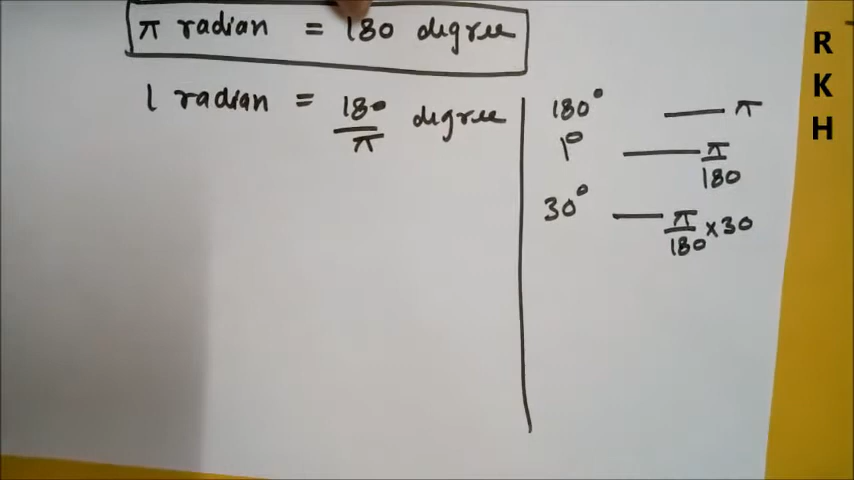 π radian = 180 degree
1 radian = 180/π degree
180° — π
1° — π/180
30° — π/180 × 30
R
K
H